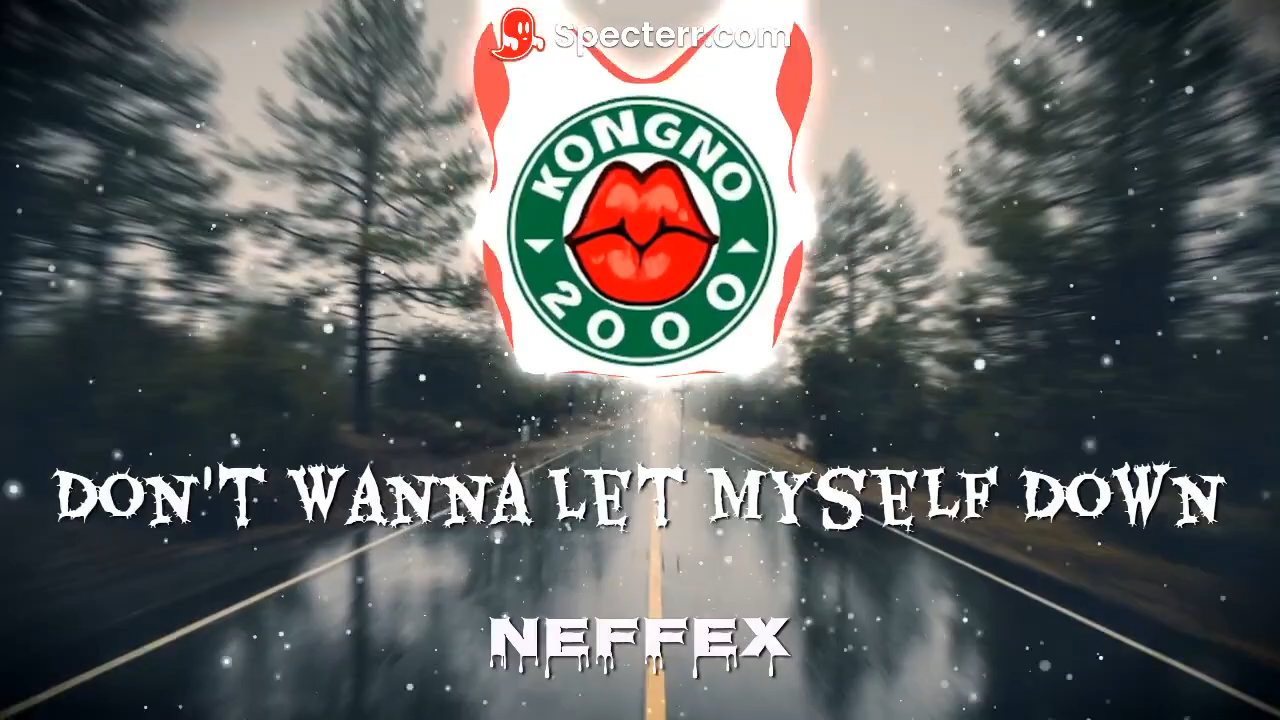 Specterr.com
KONGNO
2000
DON'T WANNA LET MYSELF DOWN
NEFFEX